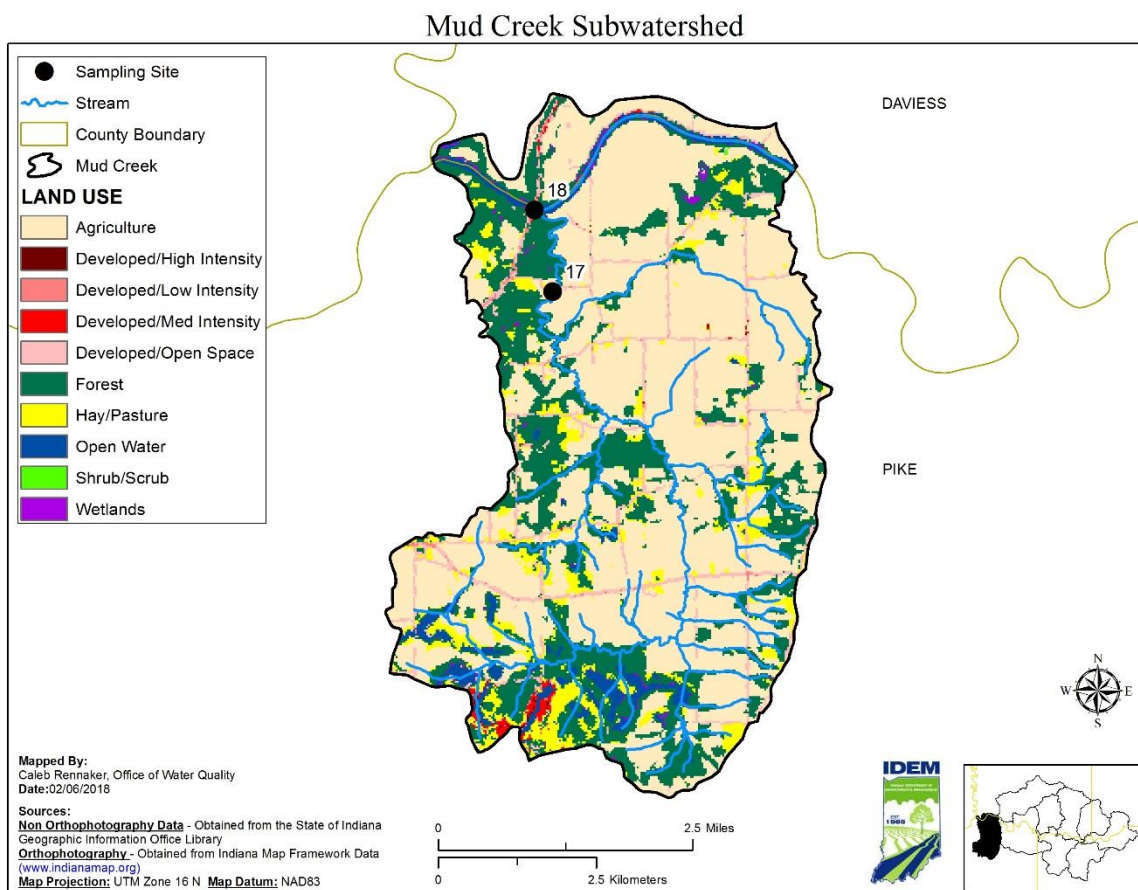 Mud Creek Subwatershed
Sampling Site
Stream
County Boundary
Mud Creek
LAND USE
Agriculture
Developed/High Intensity
Developed/Low Intensity
Developed/Med Intensity
Developed/Open Space
Forest
Hay/Pasture
Open Water
Shrub/Scrub
Wetlands
DAVIESS
18
17
PIKE
N
W E
S
Mapped By:
Caleb Rennaker, Office of Water Quality
Date:02/06/2018
Sources:
Non Orthophotography Data - Obtained from the State of Indiana
Geographic Information Office Library
Orthophotography - Obtained from Indiana Map Framework Data
(www.indianamap.org)
Map Projection: UTM Zone 16 N Map Datum: NAD83
0 2.5 Miles
0 2.5 Kilometers
IDEM
EST.
1986